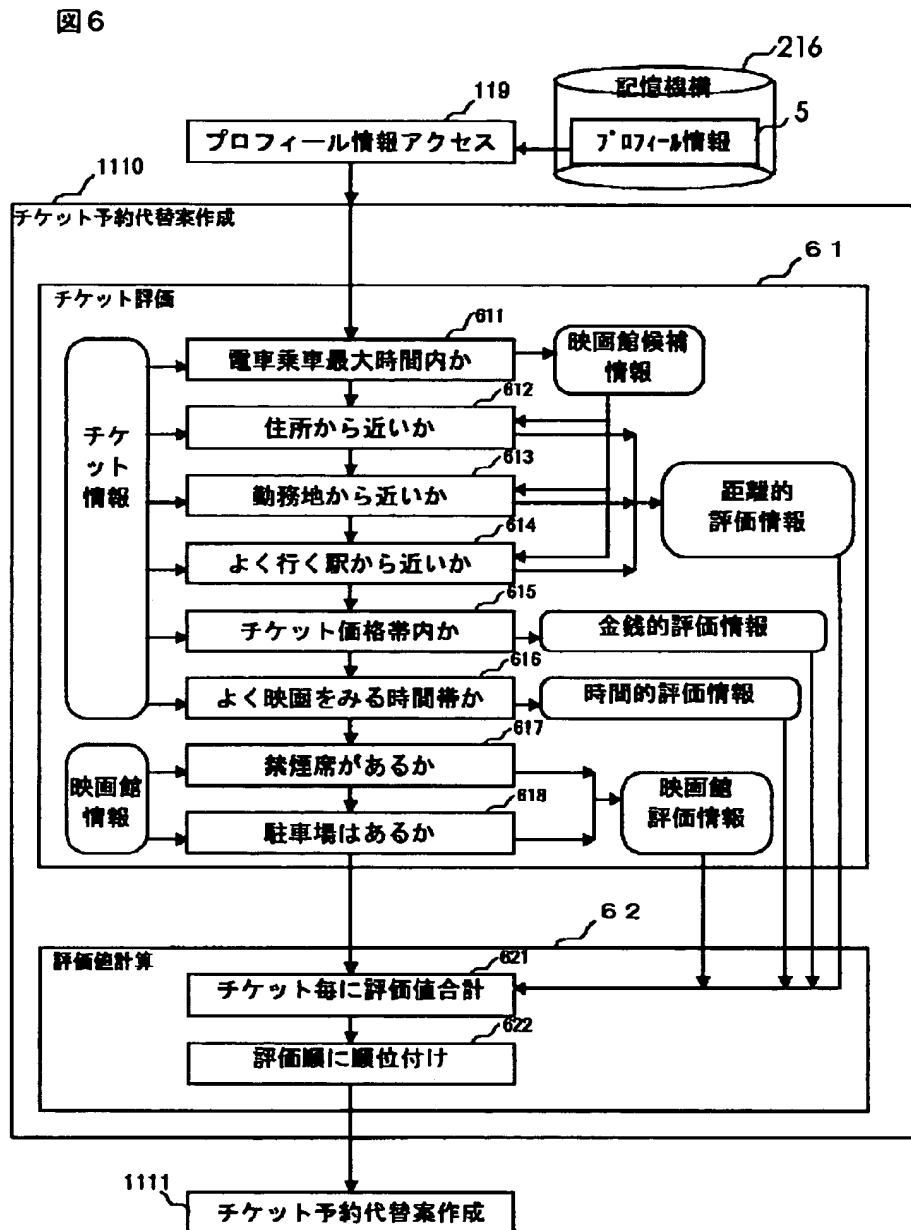 図6
216
記憶機構
119
5
プロフィール情報アクセス
プロフィール情報
1110
チケット予約代替案作成
61
チケット評価
611
電車乗車最大時間内か
映画館候補
情報
612
住所から近いか
チケ
ット
情報
613
勤務地から近いか
距離的
評価情報
614
よく行く駅から近いか
615
チケット価格帯内か
金銭的評価情報
616
よく映画をみる時間帯か
時間的評価情報
617
禁煙席があるか
映画館
情報
映画館
評価情報
618
駐車場はあるか
62
評価値計算
621
チケット毎に評価値合計
622
評価順に順位付け
1111
チケット予約代替案作成